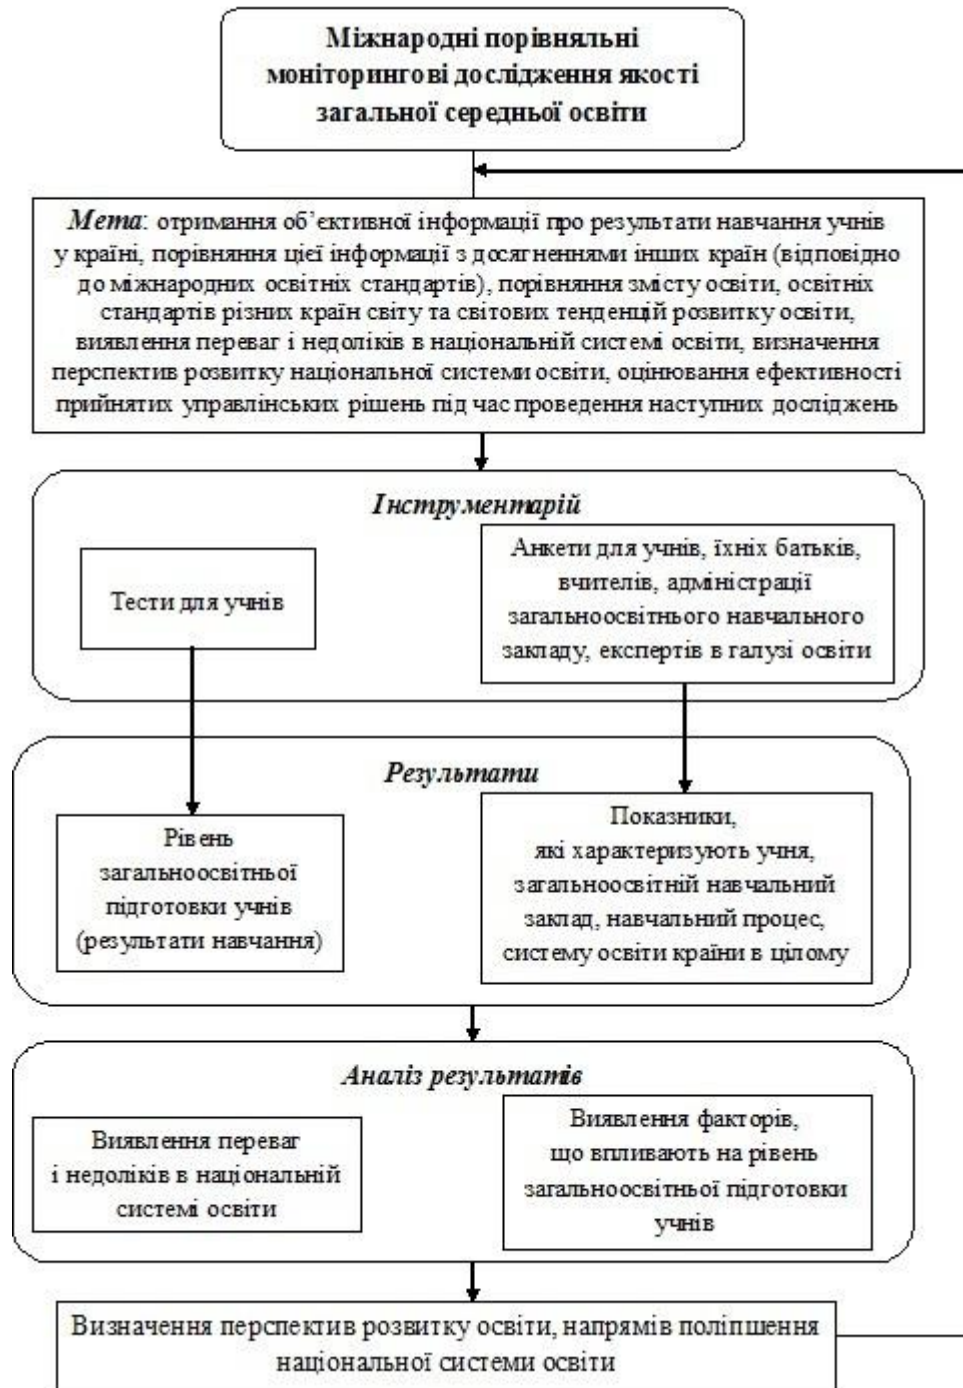 Міжнародні порівняльні
моніторингові дослідження якості
загальної середньої освіти
Мета: отримання об’єктивної інформації про результати навчання учнів
у країні, порівняння цієї інформації з досягненнями інших країн (відповідно
до міжнародних освітніх стандартів), порівняння змісту освіти, освітніх
стандартів різних країн світу та світових тенденцій розвитку освіти,
виявлення переваг і недоліків в національній системі освіти, визначення
перспектив розвитку національної системи освіти, оцінювання ефективності
прийнятих управлінських рішень під час проведення наступних досліджень
Інструментарій
Тести для учнів
Анкети для учнів, їхніх батьків,
вчителів, адміністрації
загальноосвітнього навчального
закладу, експертів в галузі освіти
Результати
Рівень
загальноосвітньої
підготовки учнів
(результати навчання)
Показники,
які характеризують учня,
загальноосвітній навчальний
заклад, навчальний процес,
систему освіти країни в цілому
Аналіз результатів
Виявлення переваг
і недоліків в національній
системі освіти
Виявлення факторів,
що впливають на рівень
загальноосвітньої підготовки
учнів
Визначення перспектив розвитку освіти, напрямів поліпшення
національної системи освіти